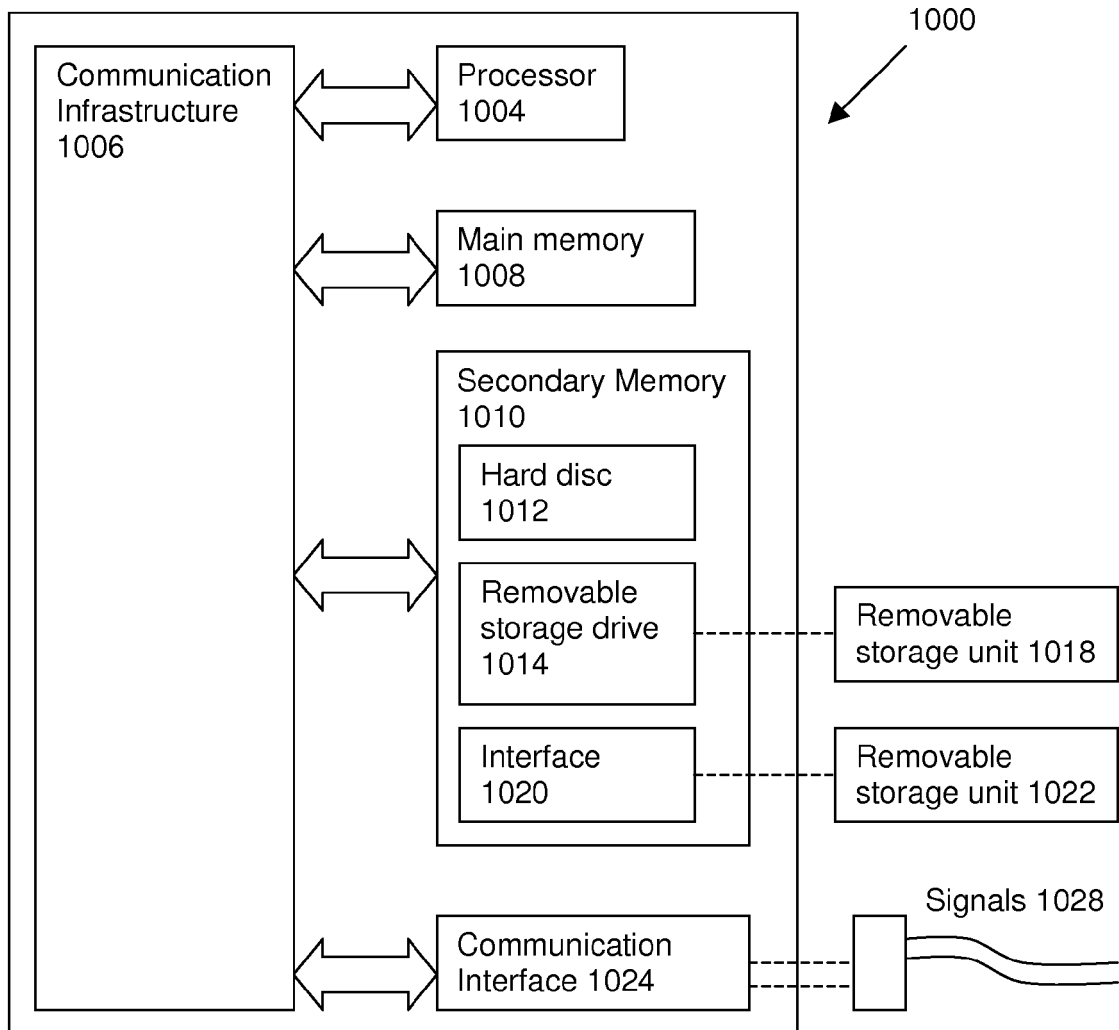 1000
Communication
Infrastructure
1006
Processor
1004
Main memory
1008
Secondary Memory
1010
Hard disc
1012
Removable
storage drive
1014
Removable
storage unit 1018
Interface
1020
Removable
storage unit 1022
Signals 1028
Communication
Interface 1024